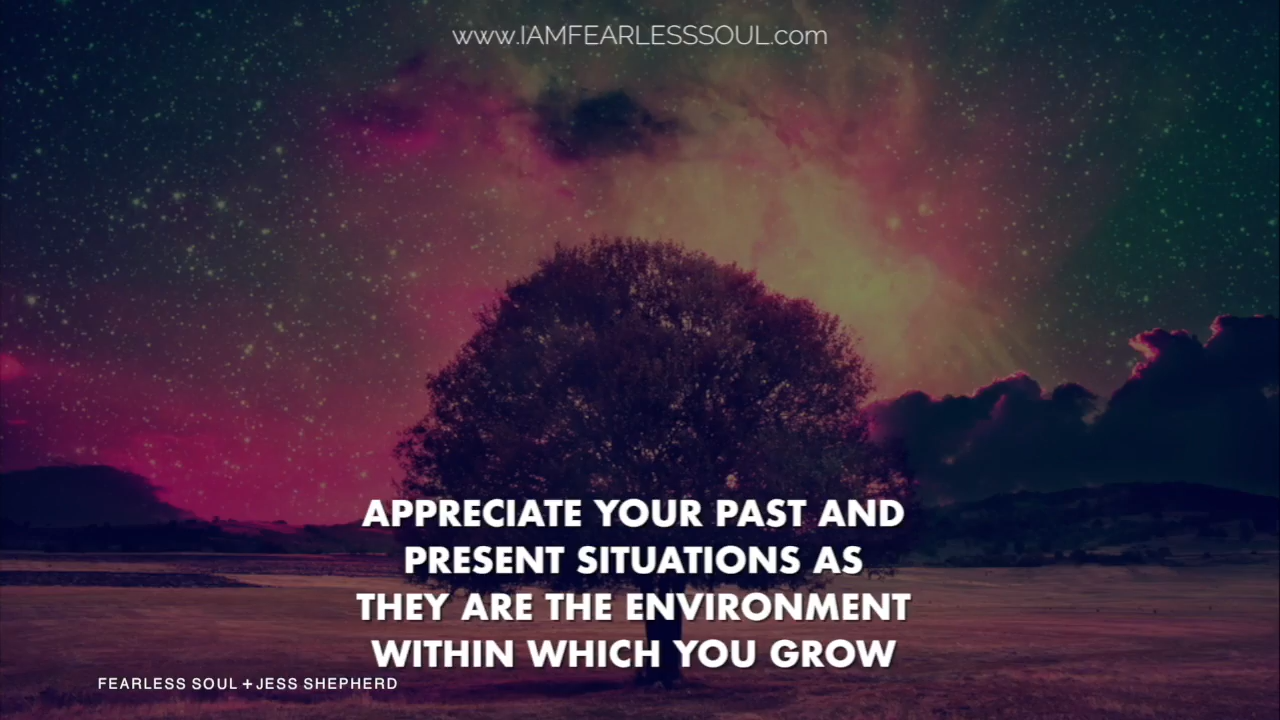 www.IAMFEARLESSSOUL.com
APPRECIATE YOUR PAST AND
PRESENT SITUATIONS AS
THEY ARE THE ENVIRONMENT
WITHIN WHICH YOU GROW
FEARLESS SOUL + JESS SHEPHERD